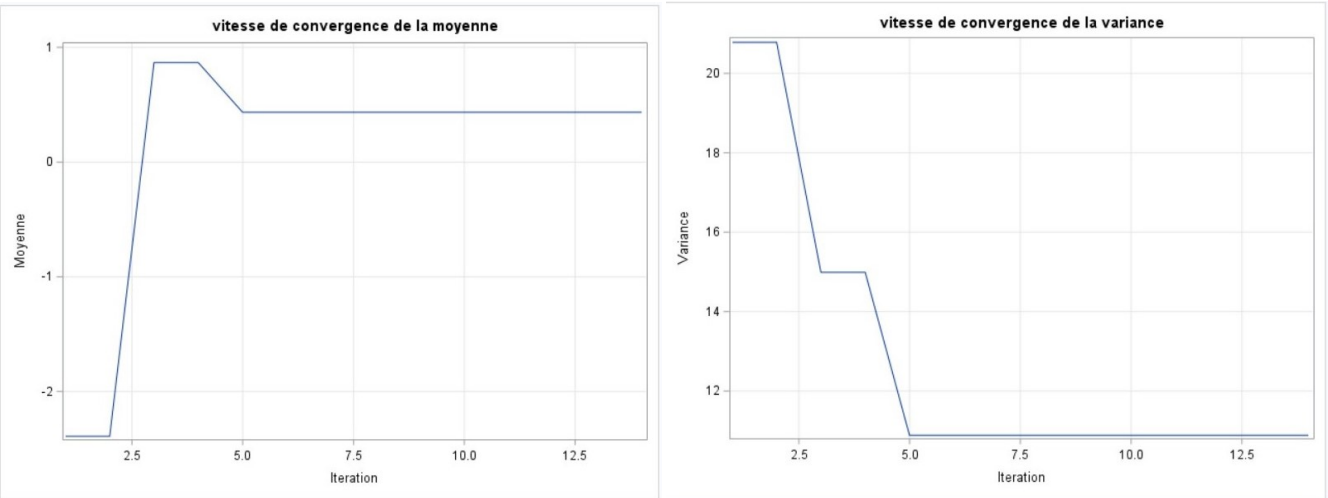 vitesse de convergence de la moyenne
1
0
-1
-2
Moyenne
2.5 5.0 7.5 10.0 12.5
Iteration
vitesse de convergence de la variance
20
18
16
14
12
Variance
2.5 5.0 7.5 10.0 12.5
Iteration